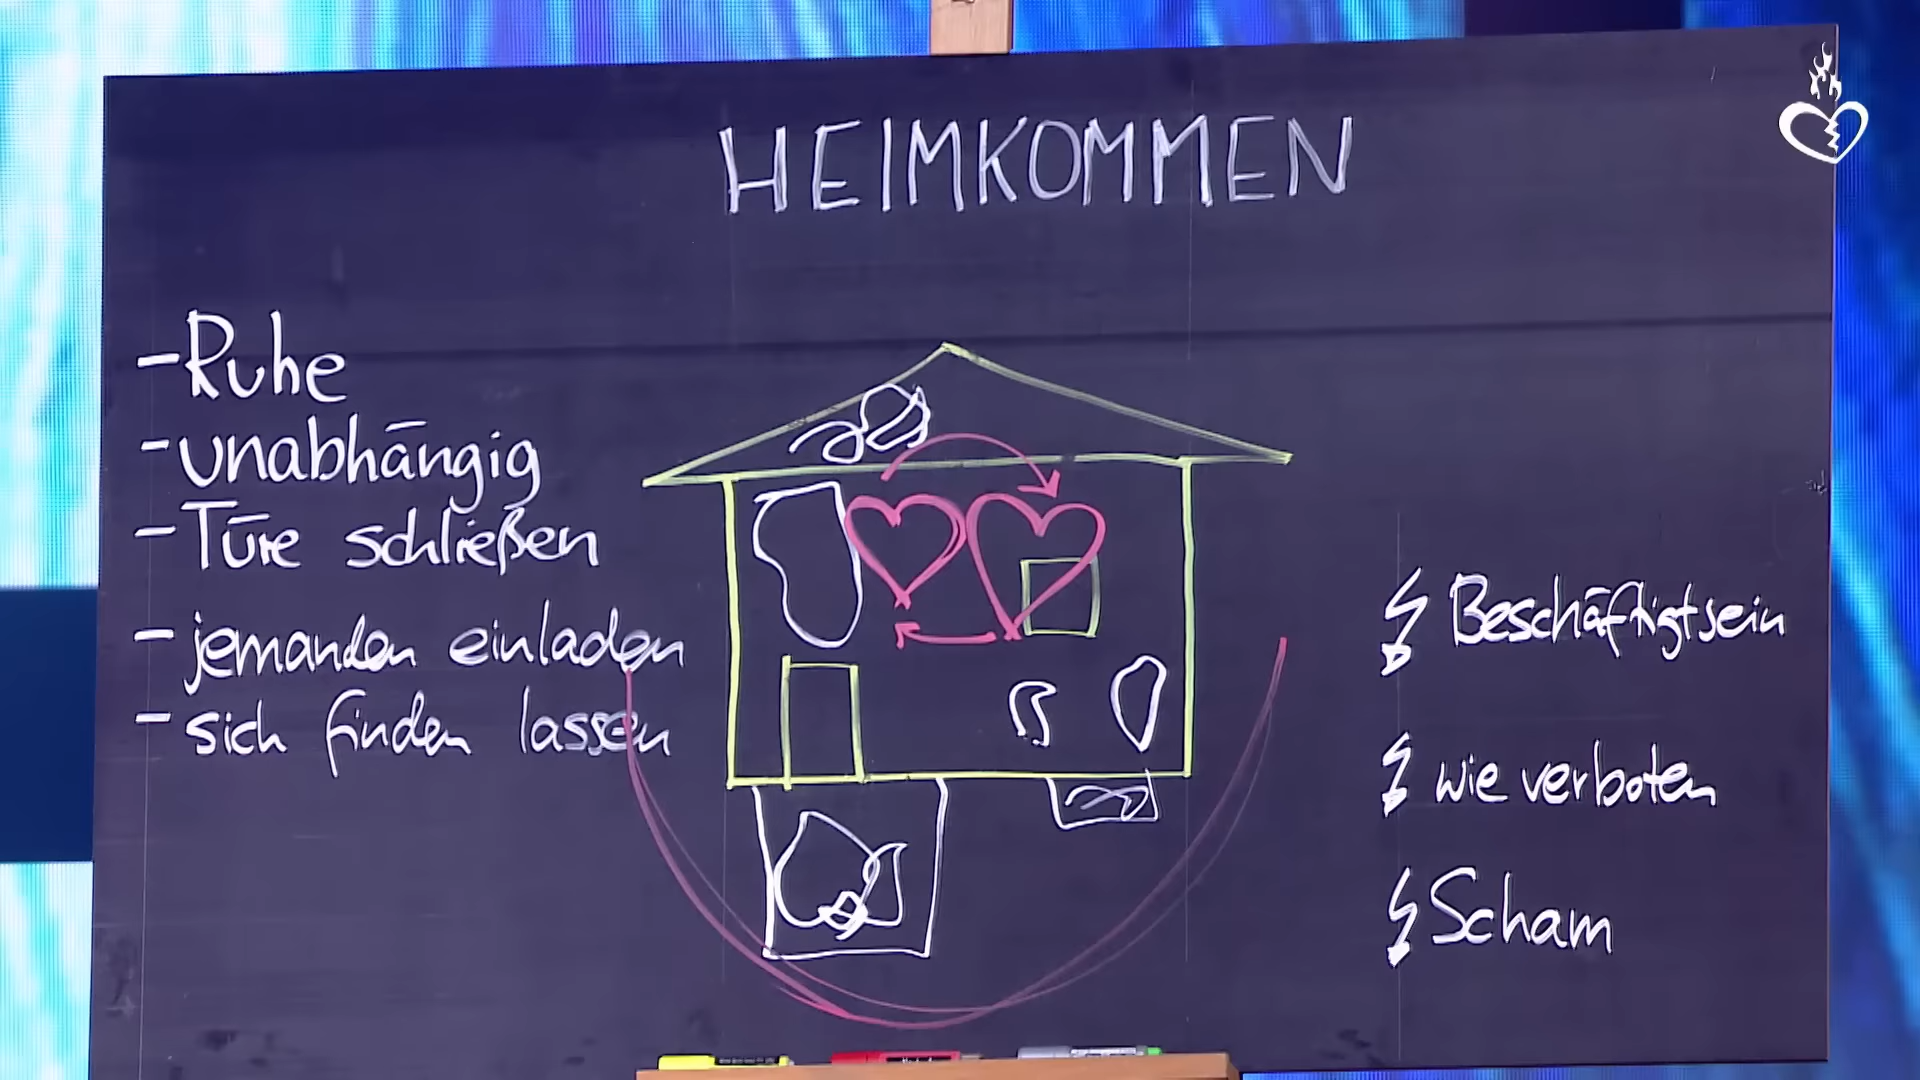 HEIMKOMMEN
- Ruhe
- unabhängig
- Türe schließen
- jemanden einladen
- sich finden lassen
Beschäftigtsein
wie verboten
Scham